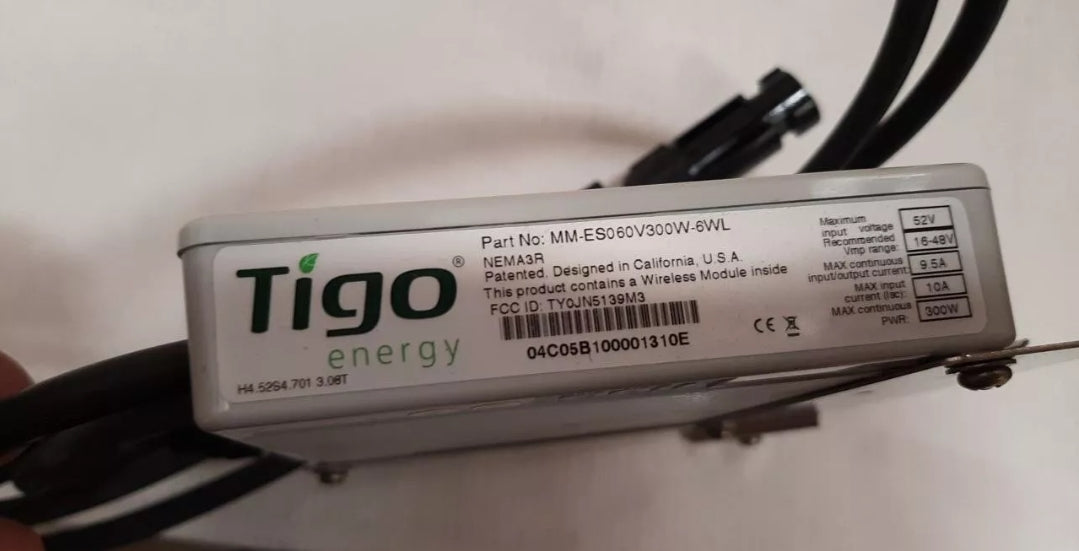 Tigo®
energy
H4.52S4.701 3.08T
Part No: MM-ES060V300W-6WL
NEMA3R
Patented. Designed in California, U.S.A.
This product contains a Wireless Module inside
FCC ID: TY0JN5139M3
04C05B100001310E
CE
Maximum input voltage 52V
Recommended Vmp range: 16-48V
MAX continuous input/output current: 9.5A
MAX input current (Isc): 10A
MAX continuous PWR: 300W